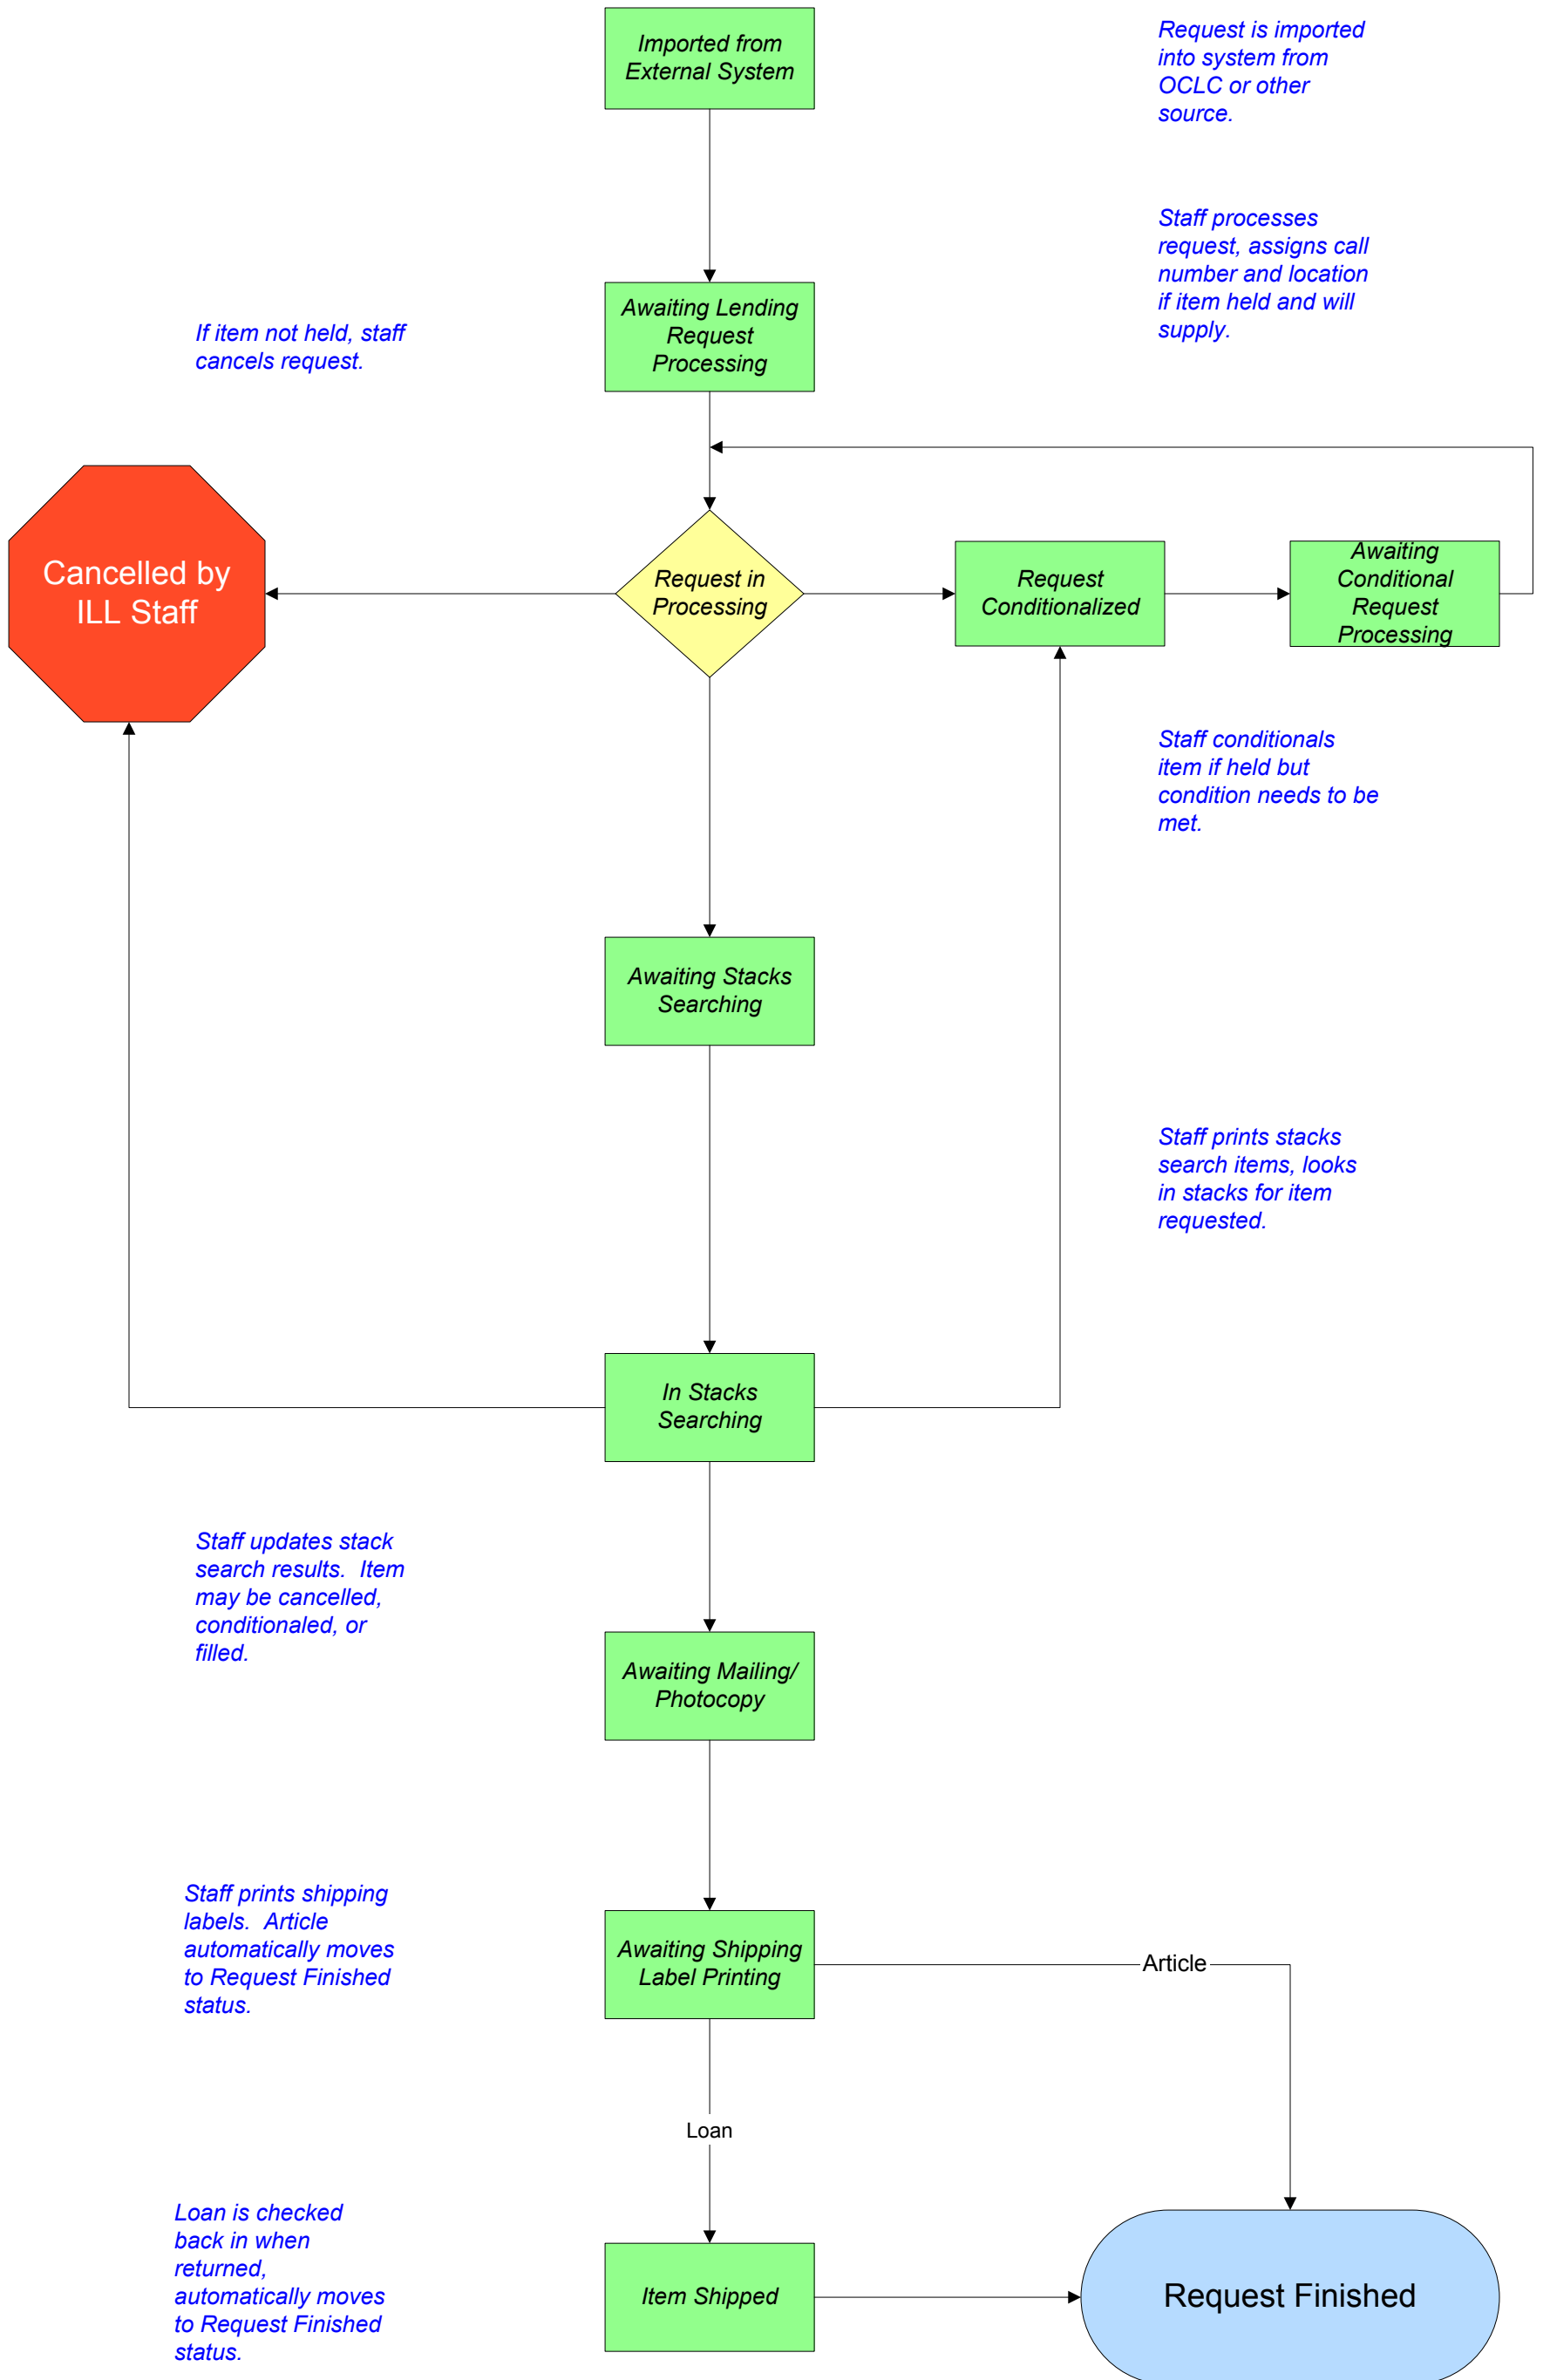 Imported from
External System
Request is imported
into system from
OCLC or other
source.
Staff processes
request, assigns call
number and location
if item held and will
supply.
Awaiting Lending
Request
Processing
If item not held, staff
cancels request.
Cancelled by
ILL Staff
Request in
Processing
Request
Conditionalized
Awaiting
Conditional
Request
Processing
Staff conditionals
item if held but
condition needs to be
met.
Awaiting Stacks
Searching
Staff prints stacks
search items, looks
in stacks for item
requested.
In Stacks
Searching
Staff updates stack
search results.  Item
may be cancelled,
conditionaled, or
filled.
Awaiting Mailing/
Photocopy
Staff prints shipping
labels.  Article
automatically moves
to Request Finished
status.
Awaiting Shipping
Label Printing
Article
Loan
Loan is checked
back in when
returned,
automatically moves
to Request Finished
status.
Item Shipped
Request Finished